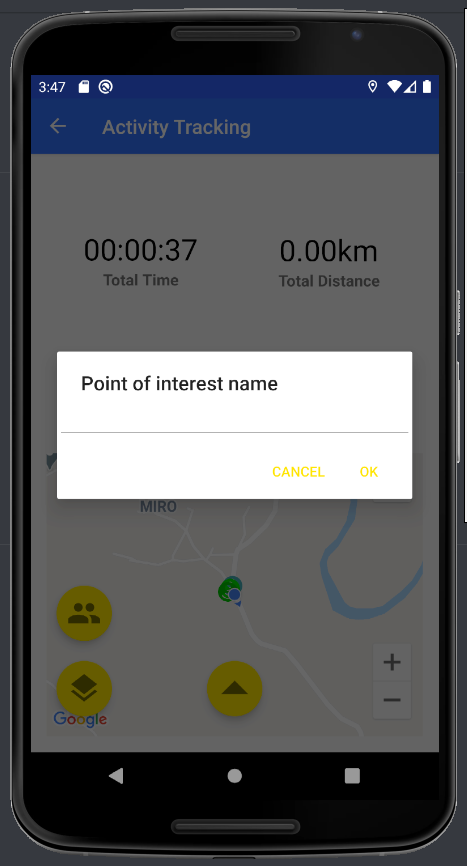 3:47
Activity Tracking
00:00:37
0.00km
Total Time
Total Distance
Point of interest name
CANCEL
OK
MIRO
Google